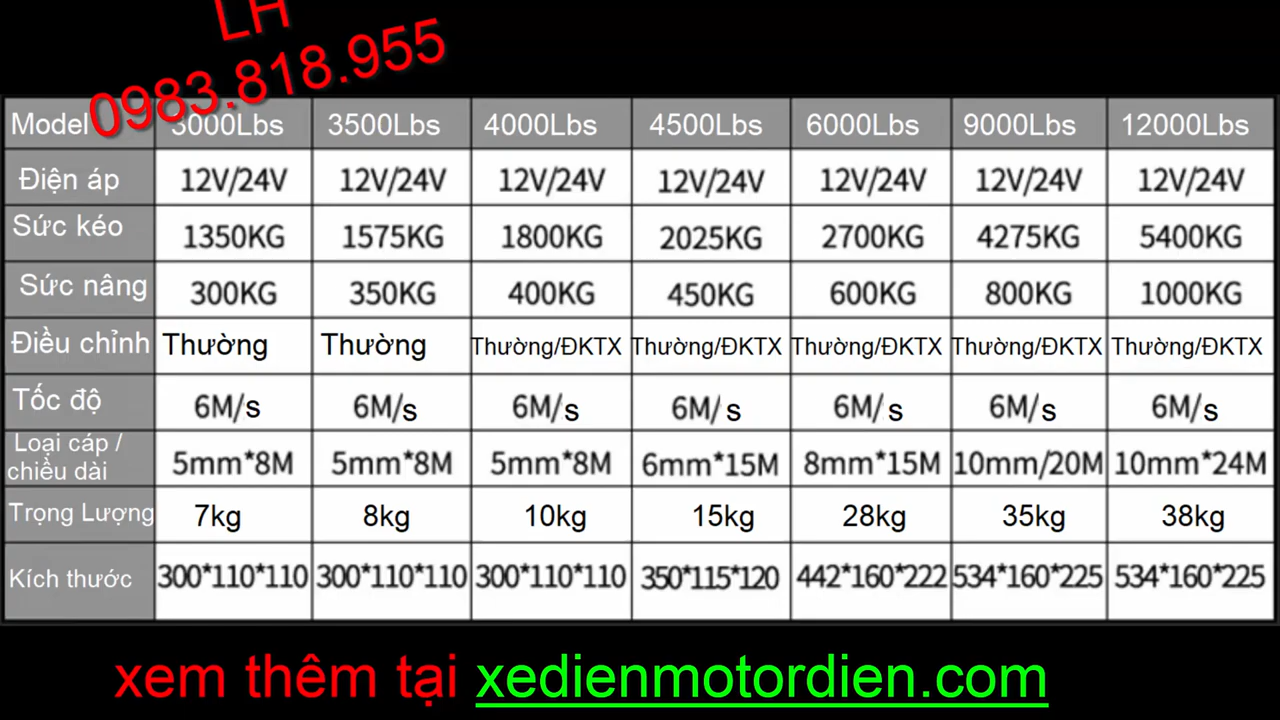 LH
0983.818.955
Model 3000Lbs 3500Lbs 4000Lbs 4500Lbs 6000Lbs 9000Lbs 12000Lbs
Điện áp 12V/24V 12V/24V 12V/24V 12V/24V 12V/24V 12V/24V 12V/24V
Sức kéo 1350KG 1575KG 1800KG 2025KG 2700KG 4275KG 5400KG
Sức nâng 300KG 350KG 400KG 450KG 600KG 800KG 1000KG
Điều chỉnh Thường Thường Thường/ĐKTX Thường/ĐKTX Thường/ĐKTX Thường/ĐKTX Thường/ĐKTX
Tốc độ 6M/s 6M/s 6M/s 6M/s 6M/s 6M/s 6M/s
Loại cáp /
chiều dài 5mm*8M 5mm*8M 5mm*8M 6mm*15M 8mm*15M 10mm/20M 10mm*24M
Trọng Lượng 7kg 8kg 10kg 15kg 28kg 35kg 38kg
Kích thước 300*110*110 300*110*110 300*110*110 350*115*120 442*160*222 534*160*225 534*160*225
xem thêm tại xedienmotordien.com